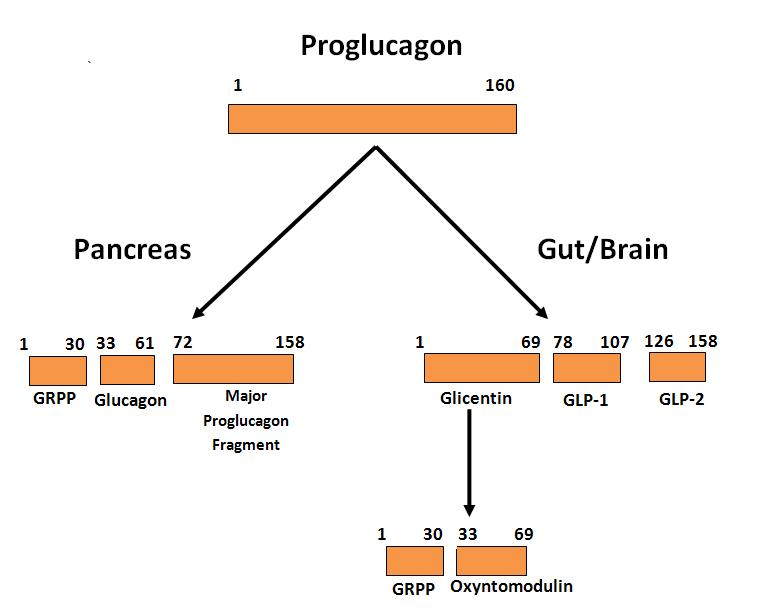 Proglucagon
1 160
Pancreas
Gut/Brain
1 30 33 61 72 158
GRPP Glucagon Major
Proglucagon
Fragment
1 69 78 107 126 158
Glicentin GLP-1 GLP-2
1 30 33 69
GRPP Oxyntomodulin